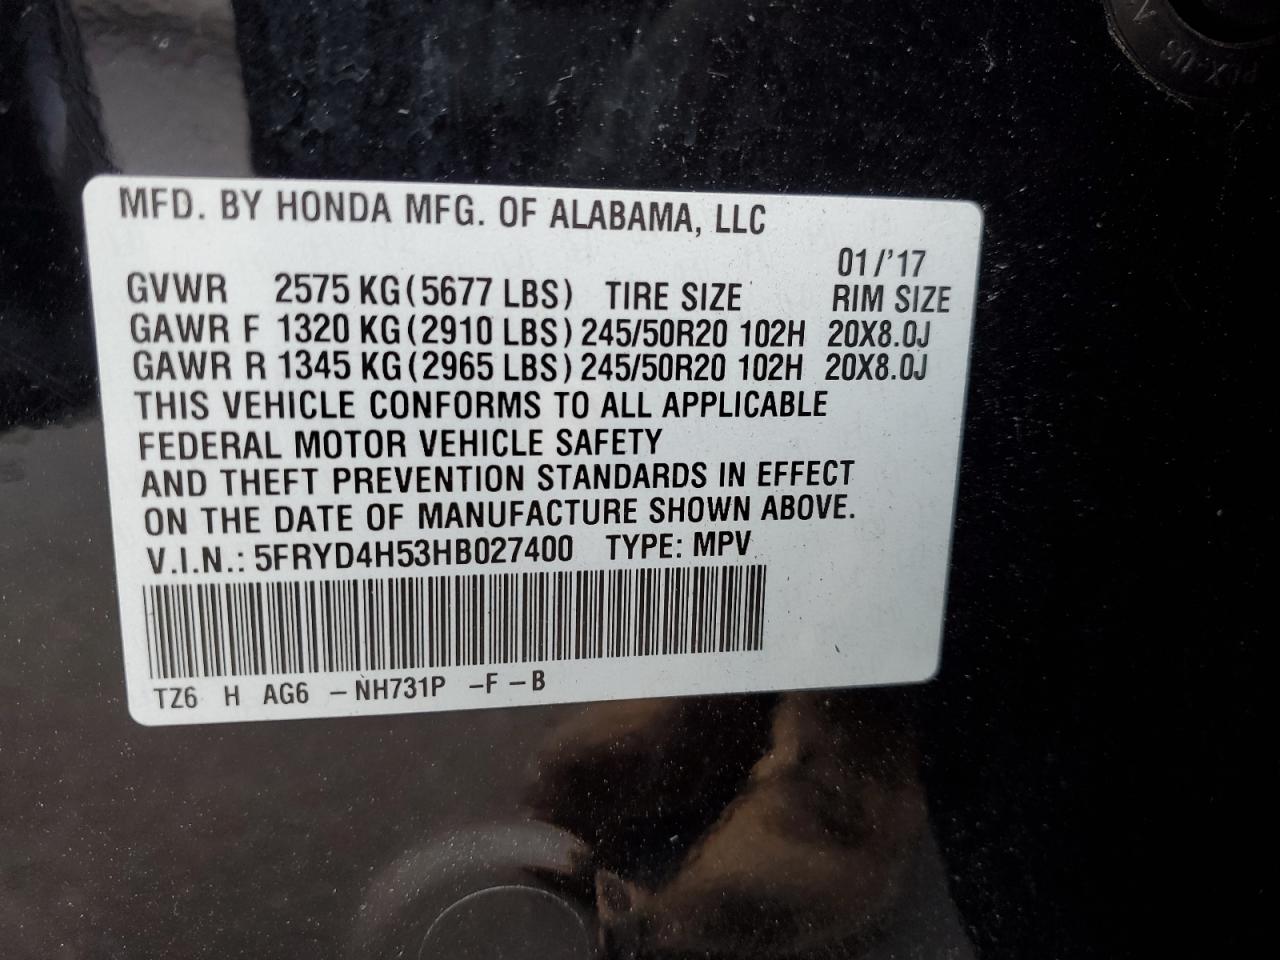 MFD. BY HONDA MFG. OF ALABAMA, LLC
01/'17
GVWR 2575 KG (5677 LBS) TIRE SIZE RIM SIZE
GAWR F 1320 KG (2910 LBS) 245/50R20 102H 20X8.0J
GAWR R 1345 KG (2965 LBS) 245/50R20 102H 20X8.0J
THIS VEHICLE CONFORMS TO ALL APPLICABLE
FEDERAL MOTOR VEHICLE SAFETY
AND THEFT PREVENTION STANDARDS IN EFFECT
ON THE DATE OF MANUFACTURE SHOWN ABOVE.
V.I.N.: 5FRYD4H53HB027400 TYPE: MPV
TZ6 H AG6 -NH731P -F -B